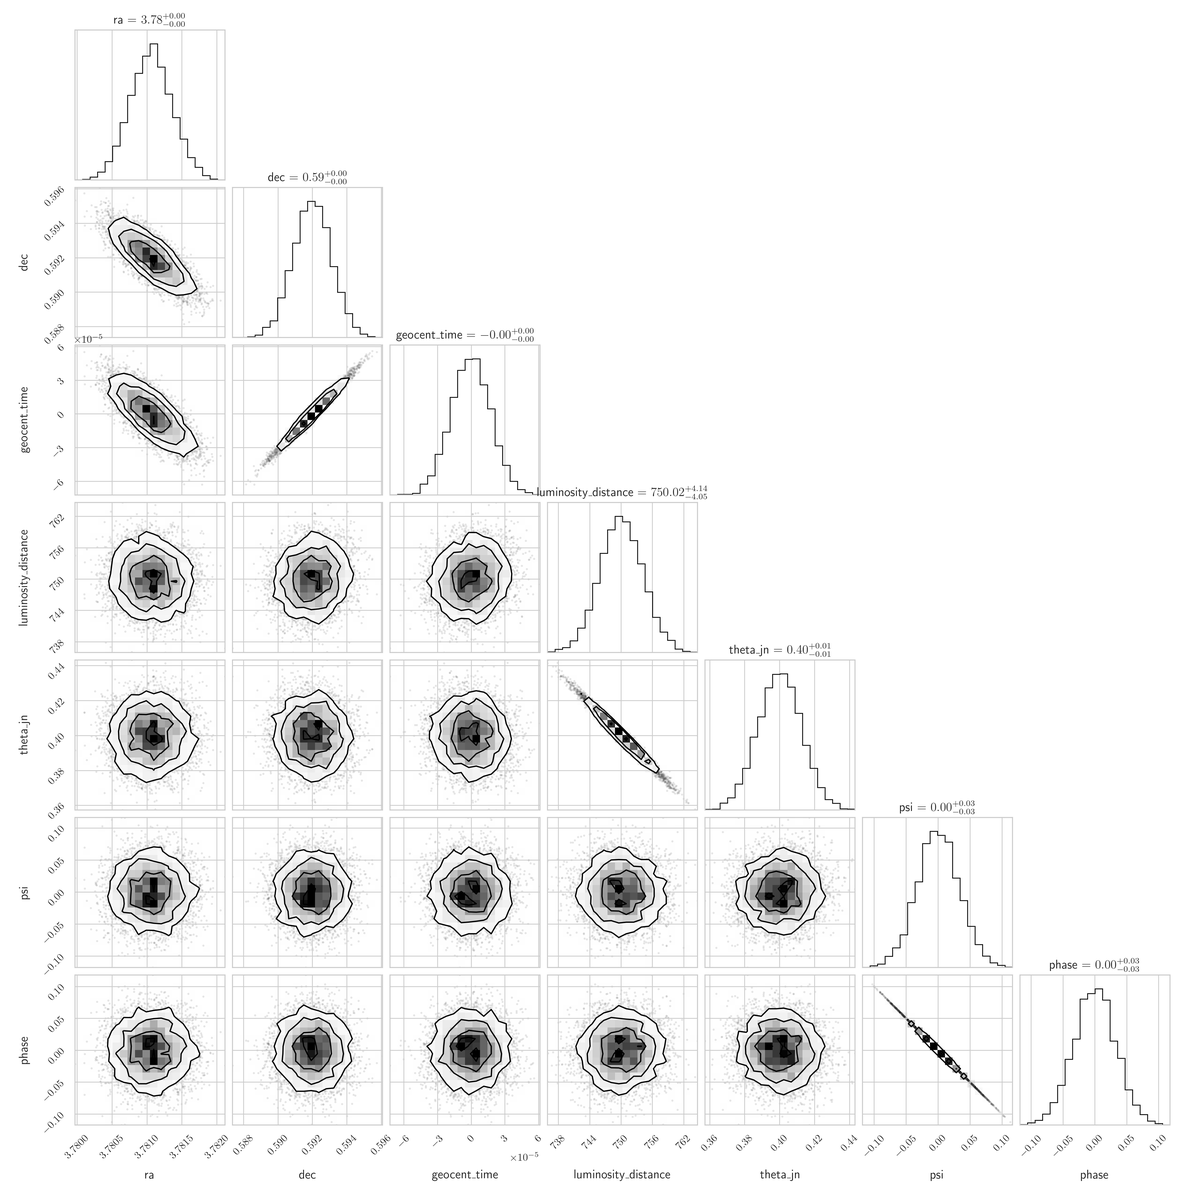 ra = 3.78+0.00 −0.00
dec = 0.59+0.00 −0.00
geocent_time = −0.00+0.00 −0.00
luminosity_distance = 750.02+4.14 −4.05
theta_jn = 0.40+0.01 −0.01
psi = 0.00+0.03 −0.03
phase = 0.00+0.03 −0.03
dec
0.596
0.594
0.592
0.590
0.588
×10−5
geocent_time
6
3
0
−3
−6
luminosity_distance
762
756
750
744
738
theta_jn
0.44
0.42
0.40
0.38
0.36
psi
0.10
0.05
0.00
−0.05
−0.10
phase
0.10
0.05
0.00
−0.05
−0.10
3.7800 3.7805 3.7810 3.7815 3.7820
0.588 0.590 0.592 0.594 0.596
−6 −3 0 3 6
×10−5
738 744 750 756 762
0.36 0.38 0.40 0.42 0.44
−0.10 −0.05 0.00 0.05 0.10
−0.10 −0.05 0.00 0.05 0.10
ra dec geocent_time luminosity_distance theta_jn psi phase